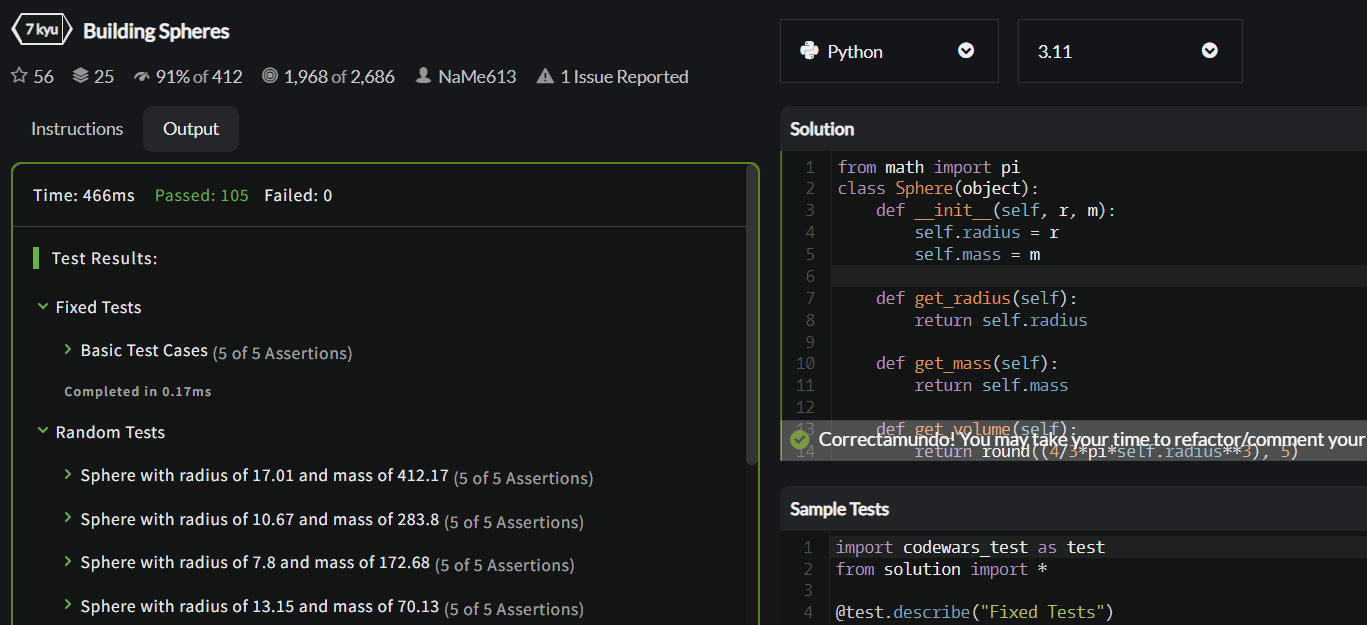 7 kyu Building Spheres
56 25 91% of 412 1,968 of 2,686 NaMe613 1 Issue Reported
Instructions Output
Time: 466ms Passed: 105 Failed: 0
Test Results:
Fixed Tests
Basic Test Cases (5 of 5 Assertions)
Completed in 0.17ms
Random Tests
Sphere with radius of 17.01 and mass of 412.17 (5 of 5 Assertions)
Sphere with radius of 10.67 and mass of 283.8 (5 of 5 Assertions)
Sphere with radius of 7.8 and mass of 172.68 (5 of 5 Assertions)
Sphere with radius of 13.15 and mass of 70.13 (5 of 5 Assertions)
Python 3.11
Solution
1 from math import pi
2 class Sphere(object):
3 def __init__(self, r, m):
4 self.radius = r
5 self.mass = m
6
7 def get_radius(self):
8 return self.radius
9
10 def get_mass(self):
11 return self.mass
12
13 def get_volume(self):
Correctamundo! You may take your time to refactor/comment your
14 return round((4/3*pi*self.radius**3), 5)
Sample Tests
1 import codewars_test as test
2 from solution import *
3
4 @test.describe("Fixed Tests")